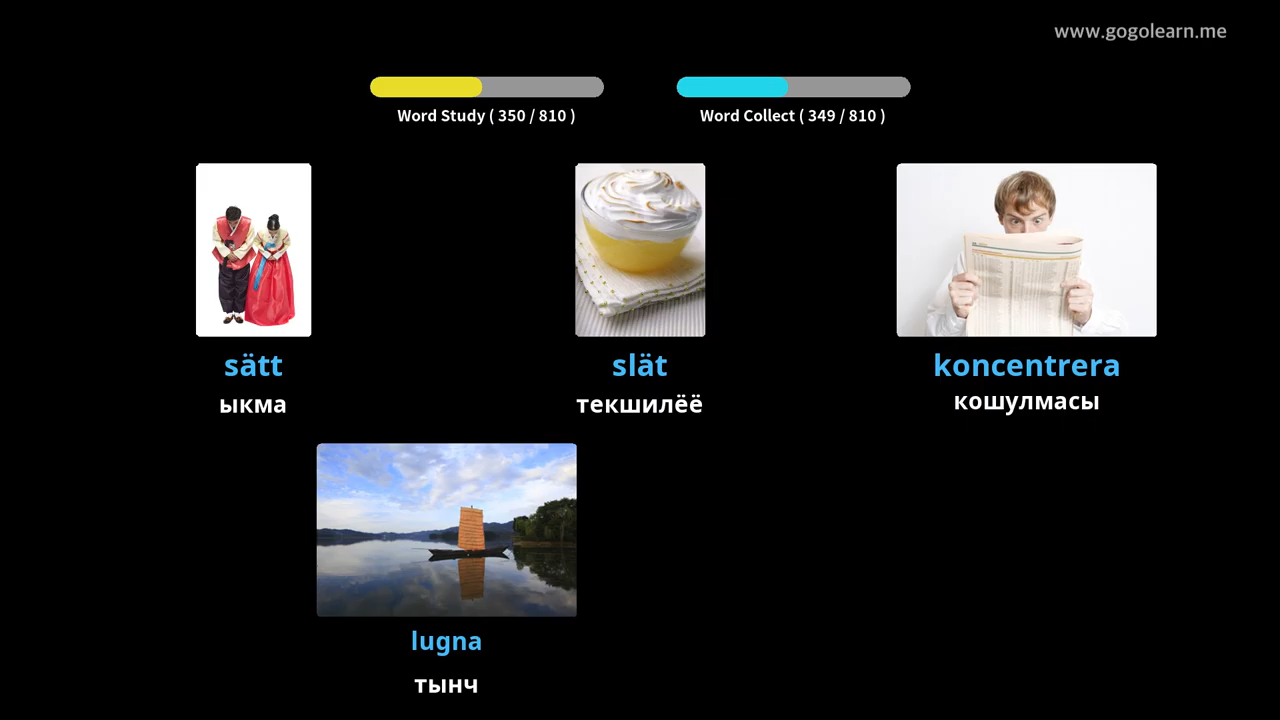 www.gogolearn.me
Word Study ( 350 / 810 )
Word Collect ( 349 / 810 )
sätt
slät
koncentrera
ыкма
текшилёё
кошулмасы
lugna
тынч